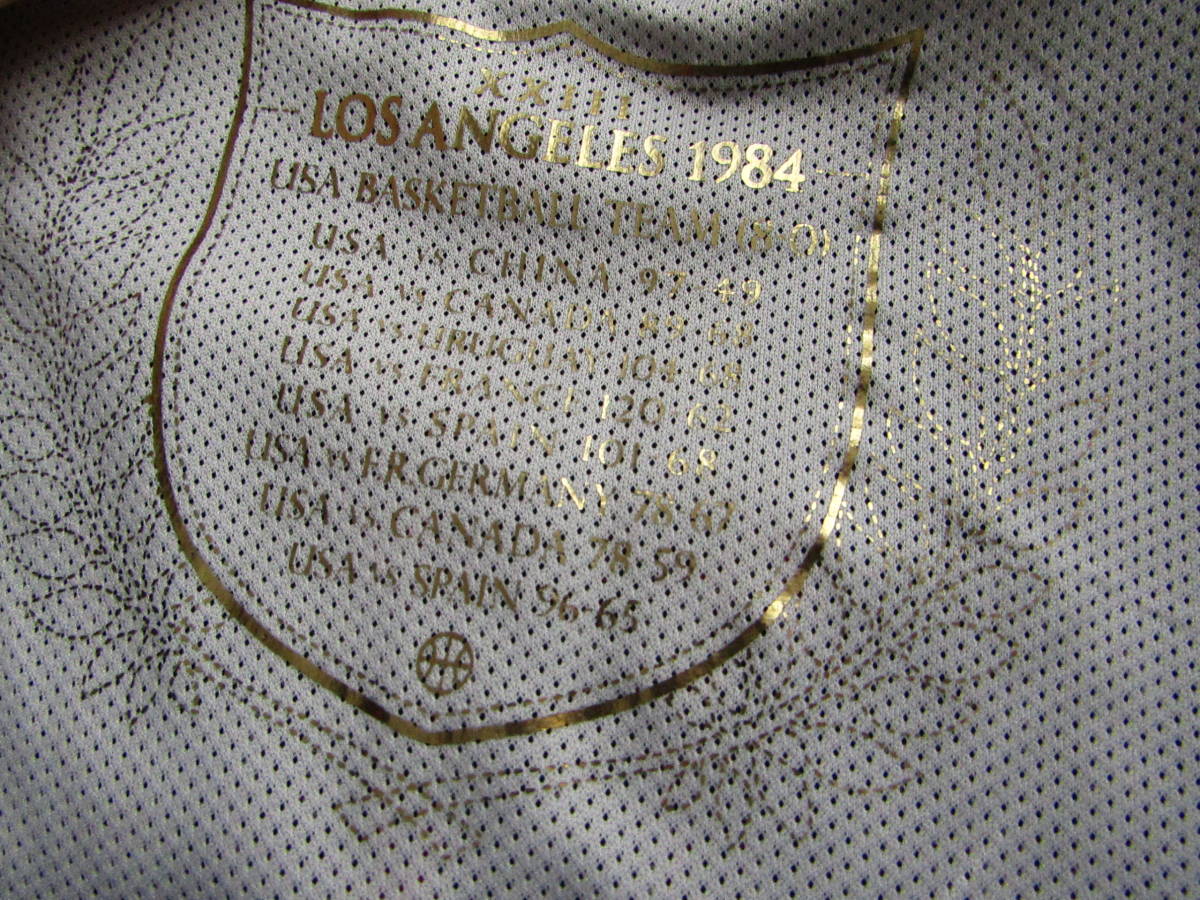 XXIII
LOS ANGELES 1984
USA BASKETBALL TEAM (8-0)
USA vs CHINA 97-49
USA vs CANADA 89-68
USA vs URUGUAY 104-68
USA vs FRANCE 120-62
USA vs SPAIN 101-68
USA vs FR.GERMANY 78-67
USA vs CANADA 78-59
USA vs SPAIN 96-65